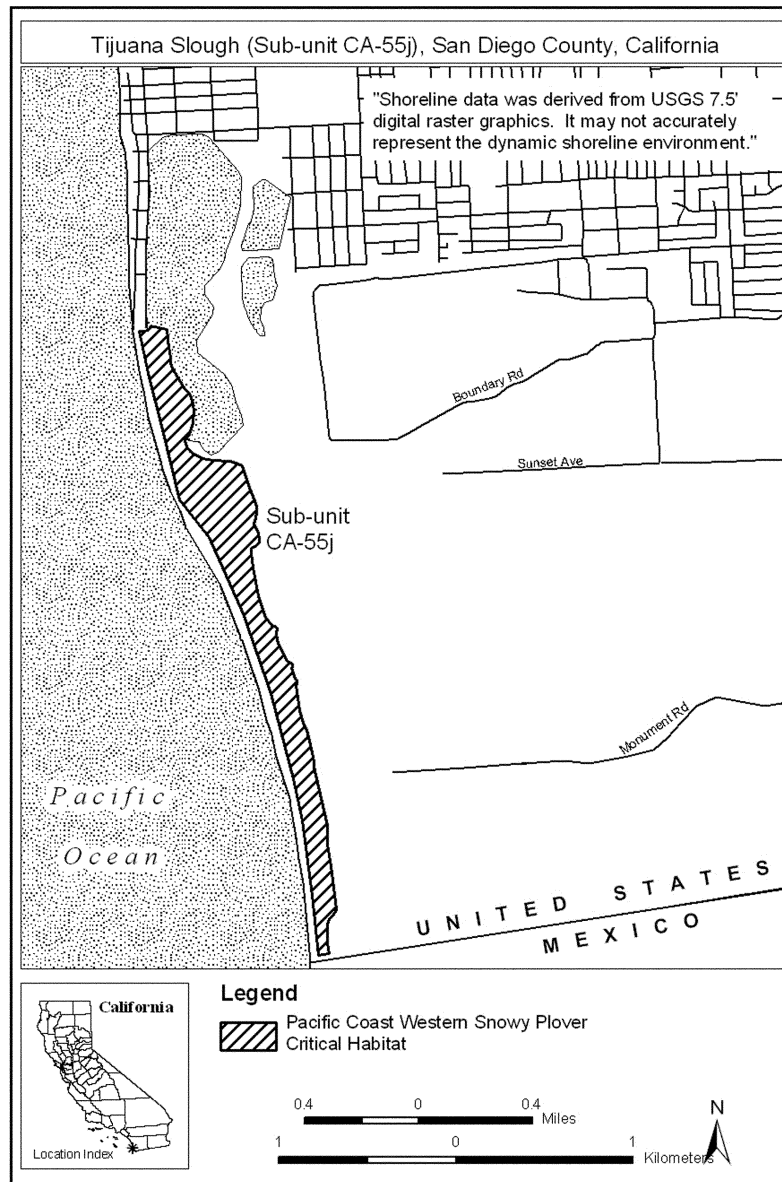 Tijuana Slough (Sub-unit CA-55j), San Diego County, California
"Shoreline data was derived from USGS 7.5'
digital raster graphics. It may not accurately
represent the dynamic shoreline environment."
Boundary Rd
Sunset Ave
Sub-unit
CA-55j
Monument Rd
Pacific
Ocean
UNITED STATES
MEXICO
California
Location Index
Legend
Pacific Coast Western Snowy Plover
Critical Habitat
0.4 0 0.4
Miles
1 0 1
Kilometers
N